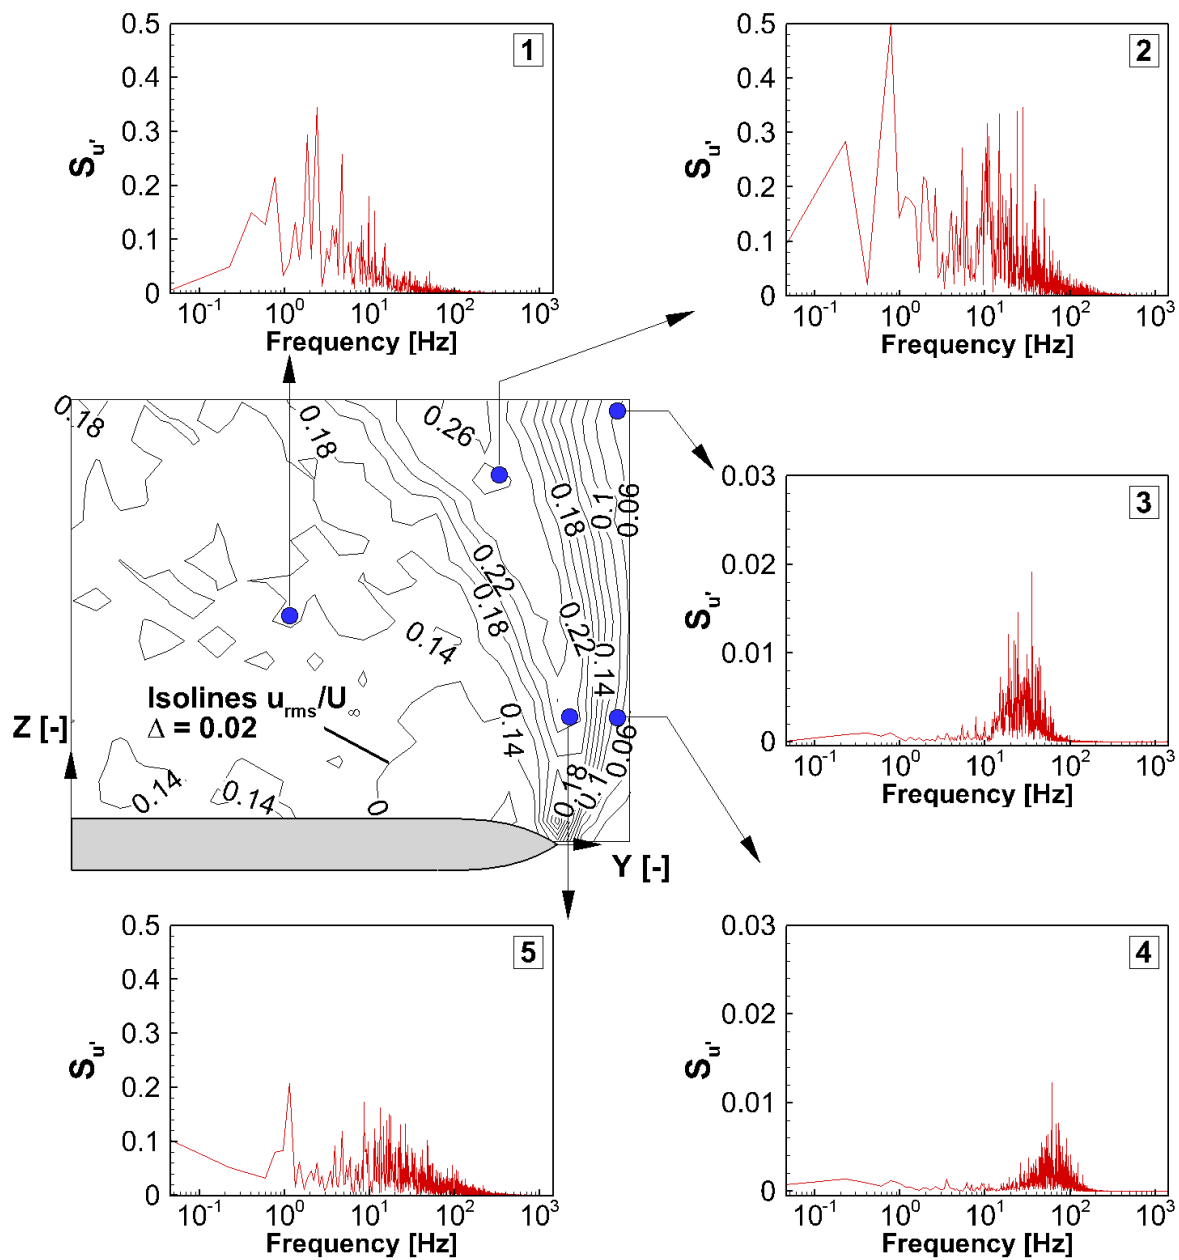 1
S_u'
0.5
0.4
0.3
0.2
0.1
0
10^-1 10^0 10^1 10^2 10^3
Frequency [Hz]
2
S_u'
0.5
0.4
0.3
0.2
0.1
0
10^-1 10^0 10^1 10^2 10^3
Frequency [Hz]
0.18
0.18
0.26
0.18
0.1
0.06
0.22
0.18
0.22
0.14
0.14
0.14
0.06
0.18
0.1
0.14
0.14
0
Isolines u_rms/U_∞
Δ = 0.02
Z [-]
Y [-]
3
S_u'
0.03
0.02
0.01
0
10^-1 10^0 10^1 10^2 10^3
Frequency [Hz]
5
S_u'
0.5
0.4
0.3
0.2
0.1
0
10^-1 10^0 10^1 10^2 10^3
Frequency [Hz]
4
S_u'
0.03
0.02
0.01
0
10^-1 10^0 10^1 10^2 10^3
Frequency [Hz]